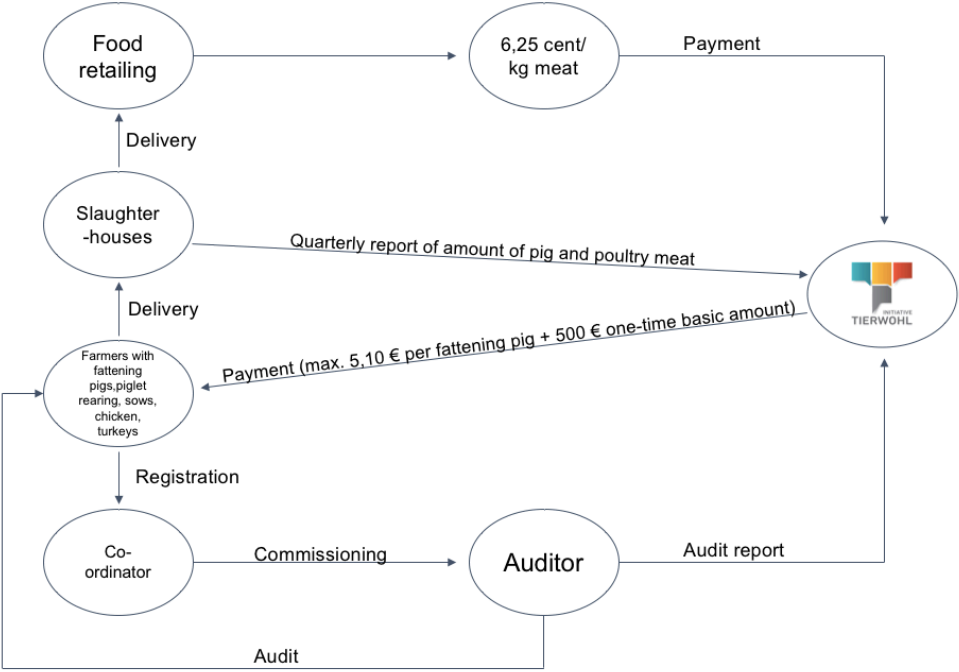 Food
retailing
6,25 cent/
kg meat
Payment
Delivery
Slaughter
-houses
Quarterly report of amount of pig and poultry meat
INITIATIVE
TIERWOHL
Delivery
Payment (max. 5,10 € per fattening pig + 500 € one-time basic amount)
Farmers with
fattening
pigs,piglet
rearing, sows,
chicken,
turkeys
Registration
Co-
ordinator
Commissioning
Auditor
Audit report
Audit